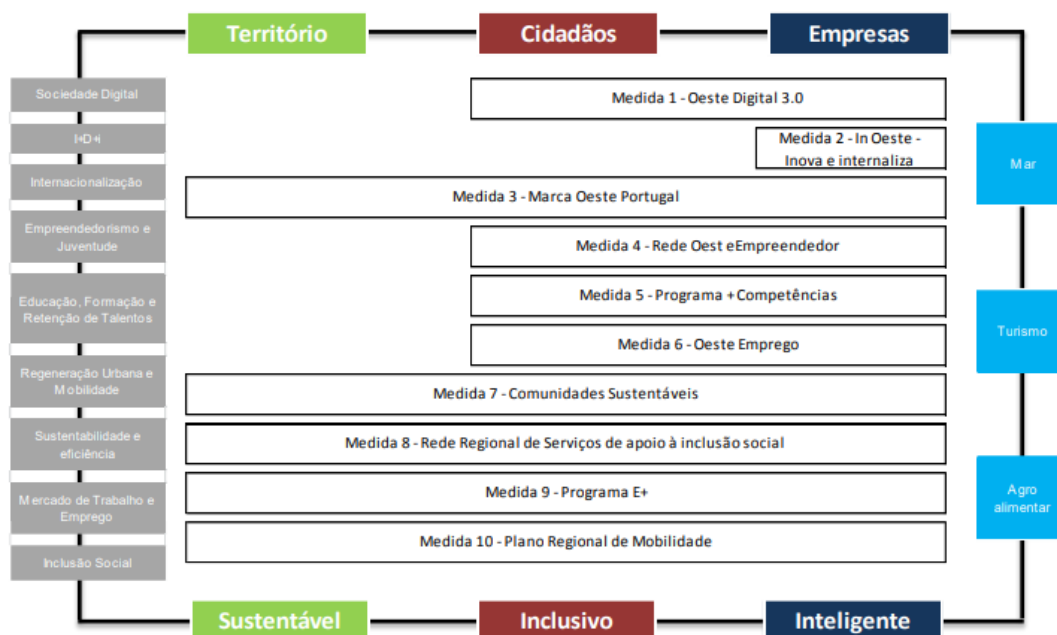 Território
Cidadãos
Empresas
Sociedade Digital
I+D+i
Internacionalização
Empreendedorismo e
Juventude
Educação, Formação e
Retenção de Talentos
Regeneração Urbana e
Mobilidade
Sustentabilidade e
eficiência
Mercado de Trabalho e
Emprego
Inclusão Social
Medida 1 - Oeste Digital 3.0
Medida 2 - In Oeste -
Inova e internaliza
Medida 3 - Marca Oeste Portugal
Medida 4 - Rede Oest eEmpreendedor
Medida 5 - Programa +Competências
Medida 6 - Oeste Emprego
Medida 7 - Comunidades Sustentáveis
Medida 8 - Rede Regional de Serviços de apoio à inclusão social
Medida 9 - Programa E+
Medida 10 - Plano Regional de Mobilidade
Mar
Turismo
Agro
alimentar
Sustentável
Inclusivo
Inteligente